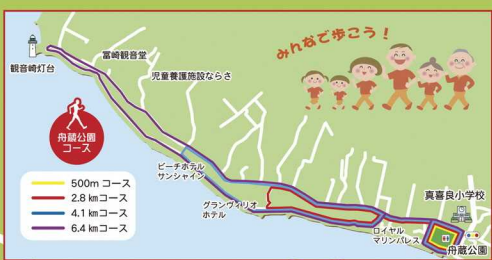 みんなで歩こう！
冨崎観音堂
観音崎灯台
児童養護施設ならさ
舟蔵公園
コース
ビーチホテル
サンシャイン
500m コース
2.8 kmコース
4.1 kmコース
6.4 kmコース
グランヴィリオ
ホテル
真喜良小学校
ロイヤル
マリンパレス
舟蔵公園